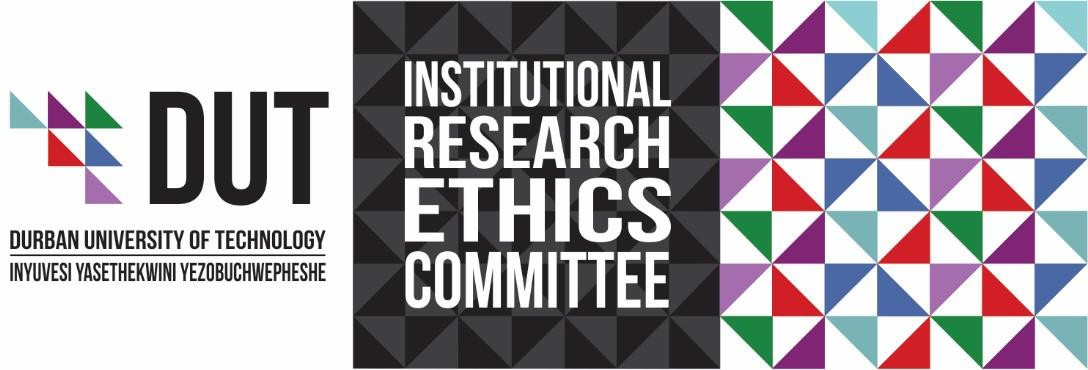 DUT
DURBAN UNIVERSITY OF TECHNOLOGY
INYUVESI YASETHEKWINI YEZOBUCHWEPHESHE
INSTITUTIONAL
RESEARCH
ETHICS
COMMITTEE